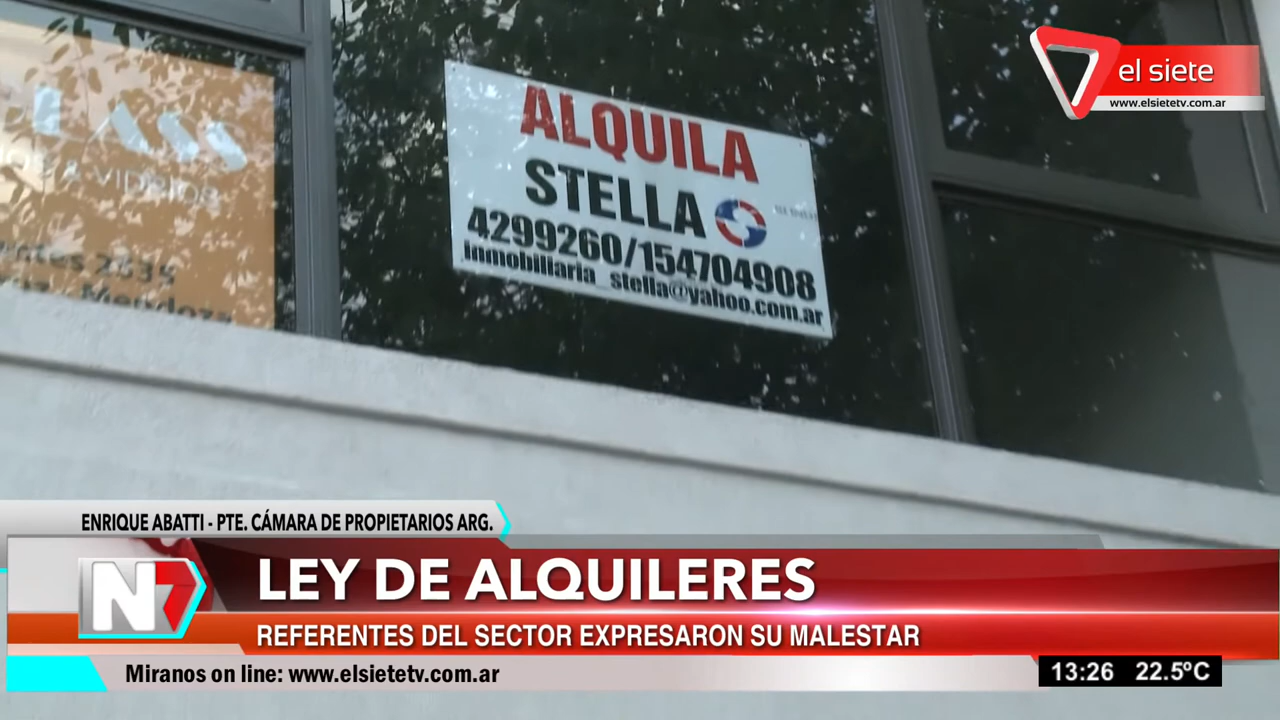 el siete
www.elsietetv.com.ar
ALQUILA
STELLA
4299260/154704908
inmobiliaria_stella@yahoo.com.ar
Mendoza
ENRIQUE ABATTI - PTE. CÁMARA DE PROPIETARIOS ARG.
N7
LEY DE ALQUILERES
REFERENTES DEL SECTOR EXPRESARON SU MALESTAR
Miranos on line: www.elsietetv.com.ar
13:26 22.5ºC